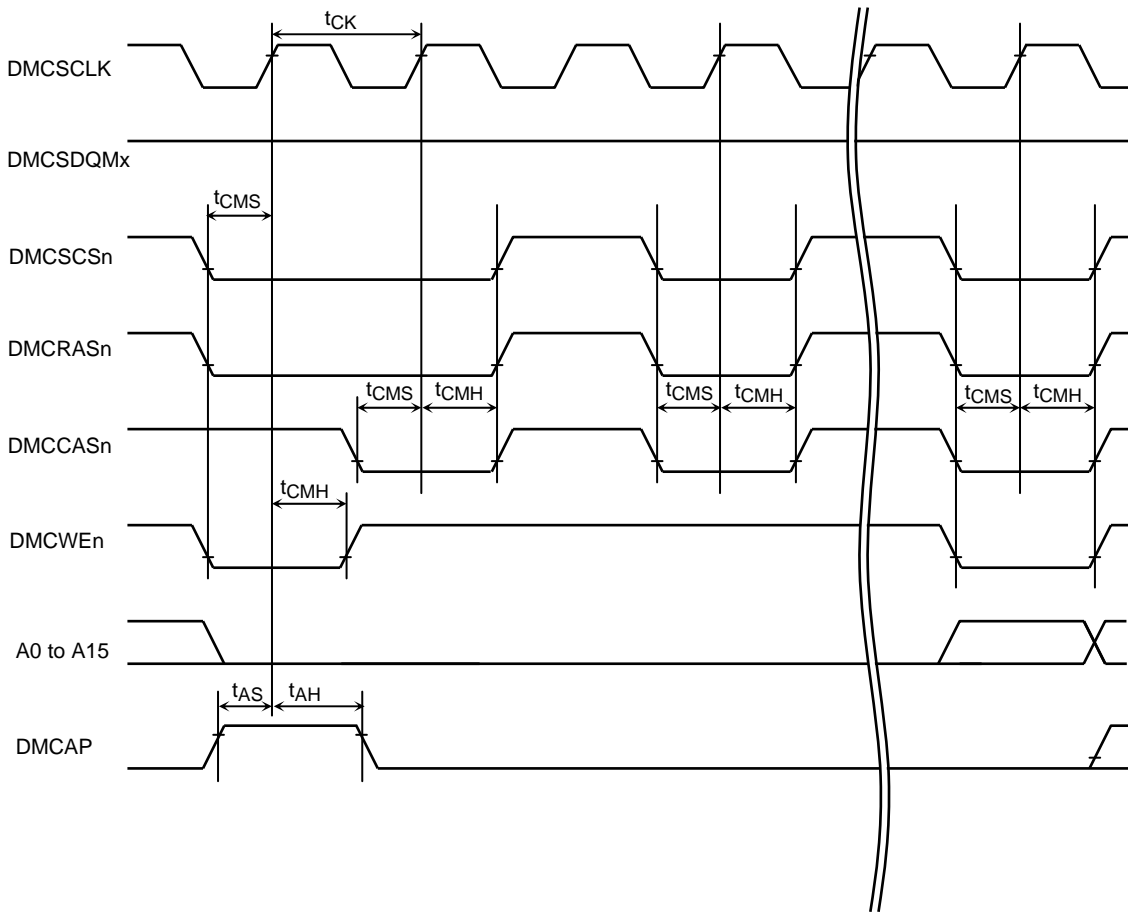 tCK
DMCSCLK
DMCSDQMx
tCMS
DMCSCSn
DMCRASn
tCMS tCMH tCMS tCMH tCMS tCMH
DMCCASn
tCMH
DMCWEn
A0 to A15
tAS tAH
DMCAP